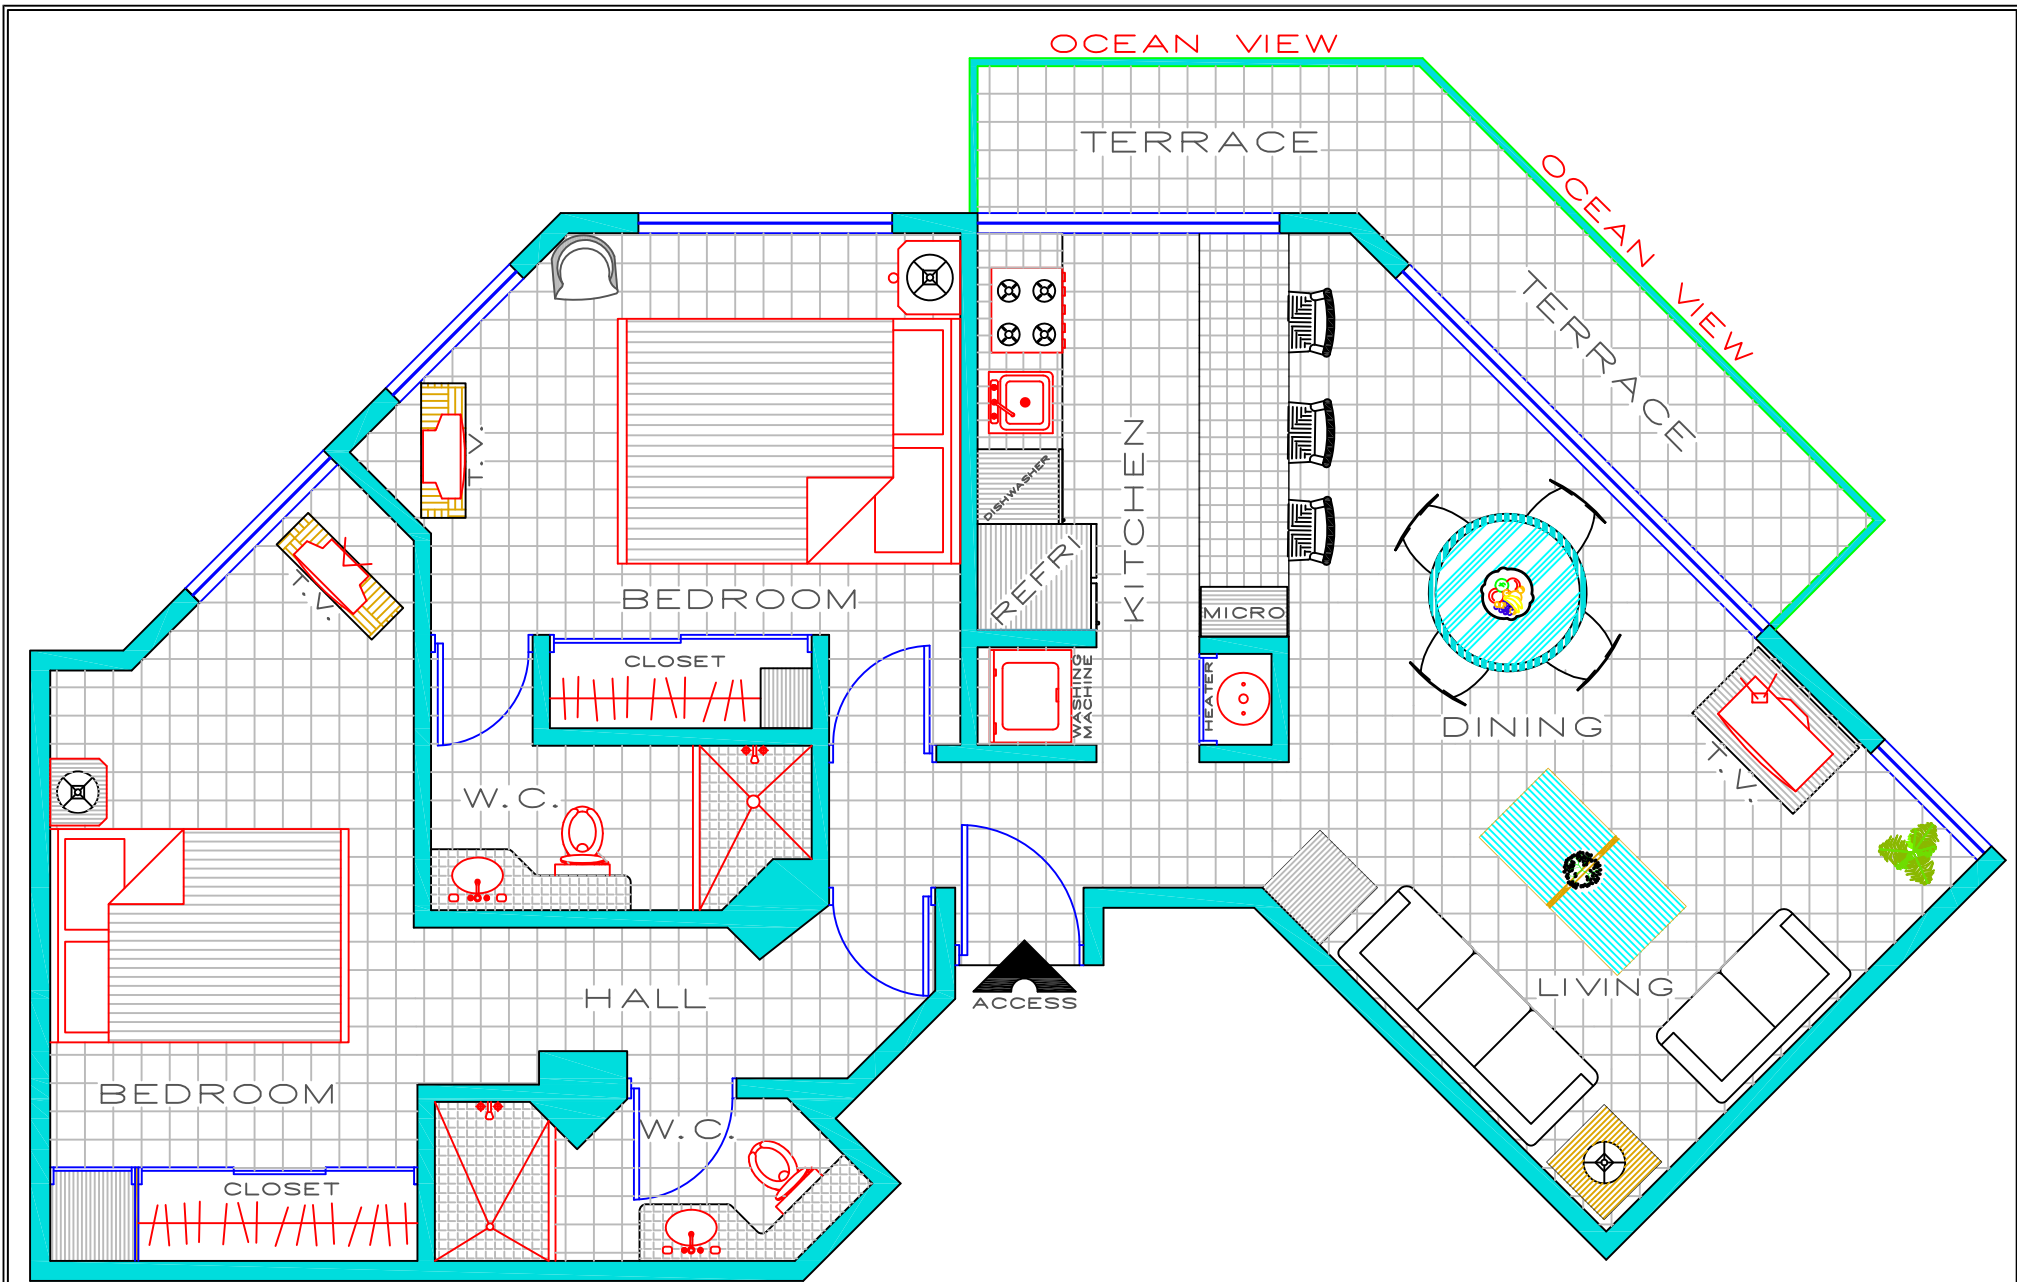 OCEAN VIEW
TERRACE
OCEAN VIEW
TERRACE
T.V.
DISHWASHER
KITCHEN
REFRI
T.V.
BEDROOM
MICRO
CLOSET
WASHING
MACHINE
HEATER
DINING
T.V.
W.C.
LIVING
HALL
ACCESS
BEDROOM
W.C.
CLOSET